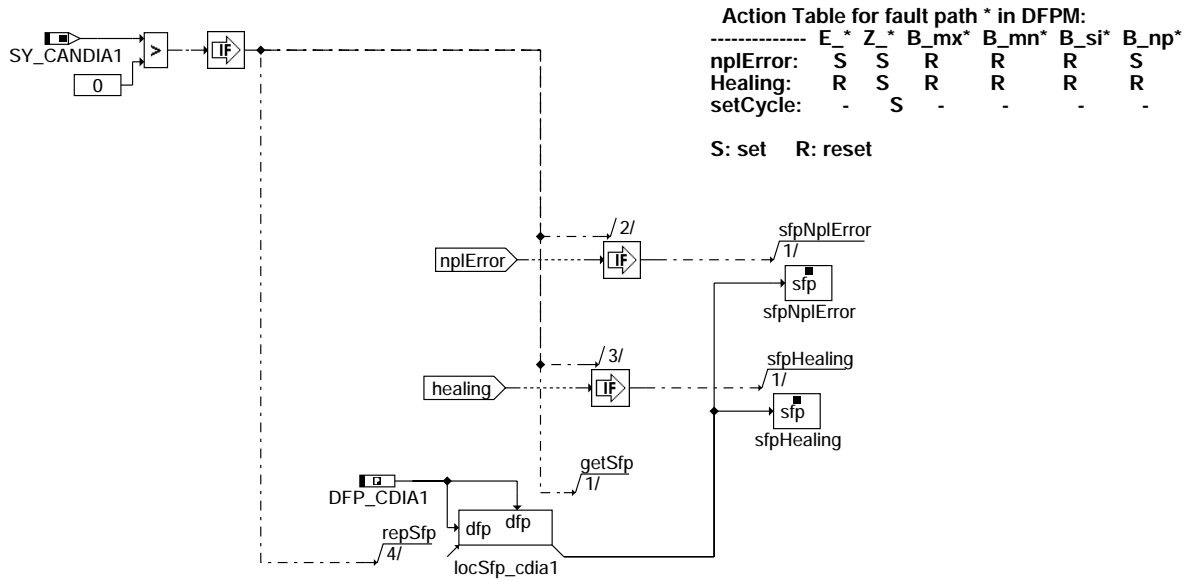 Action Table for fault path * in DFPM:
--------------- E_* Z_* B_mx* B_mn* B_si* B_np*
nplError: S S R R R S
Healing: R S R R R R
setCycle: - S - - - -
S: set R: reset
SY_CANDIA1
>
IF
0
/2/
nplError
IF
sfpNplError
1/
sfp
sfpNplError
/3/
healing
IF
sfpHealing
1/
sfp
sfpHealing
getSfp
1/
DFP_CDIA1
dfp dfp
repSfp
4/
locSfp_cdia1